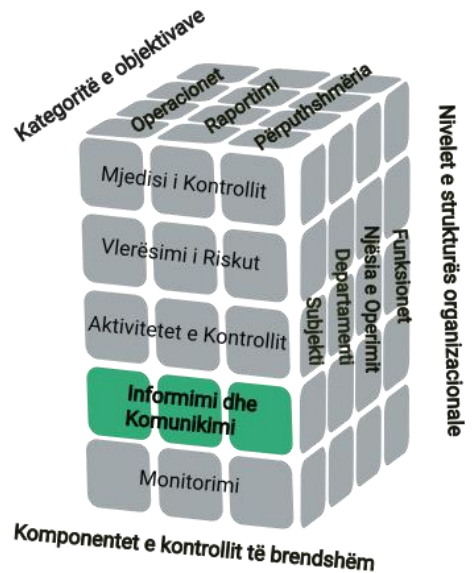 Kategoritë e objektivave
Operacionet
Raportimi
Përputhshmëria
Nivelet e strukturës organizacionale
Mjedisi i Kontrollit
Vlerësimi i Riskut
Aktivitetet e Kontrollit
Informimi dhe
Komunikimi
Monitorimi
Subjekti
Departamenti
Njësia e Operimit
Funksionet
Komponentet e kontrollit të brendshëm